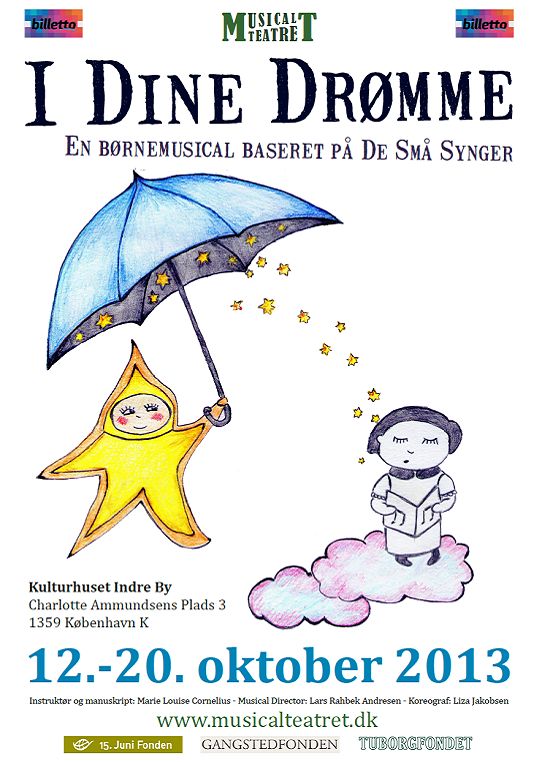 billetto
MUSICAL
TEATRET
billetto
I DINE DRØMME
EN BØRNEMUSICAL BASERET PÅ DE SMÅ SYNGER
Kulturhuset Indre By
Charlotte Ammundsens Plads 3
1359 København K
12.-20. oktober 2013
Instruktør og manuskript: Marie Louise Cornelius - Musical Director: Lars Rahbek Andresen - Koreograf: Liza Jakobsen
www.musicalteatret.dk
15. Juni Fonden
GANGSTEDFONDEN
TUBORGFONDET